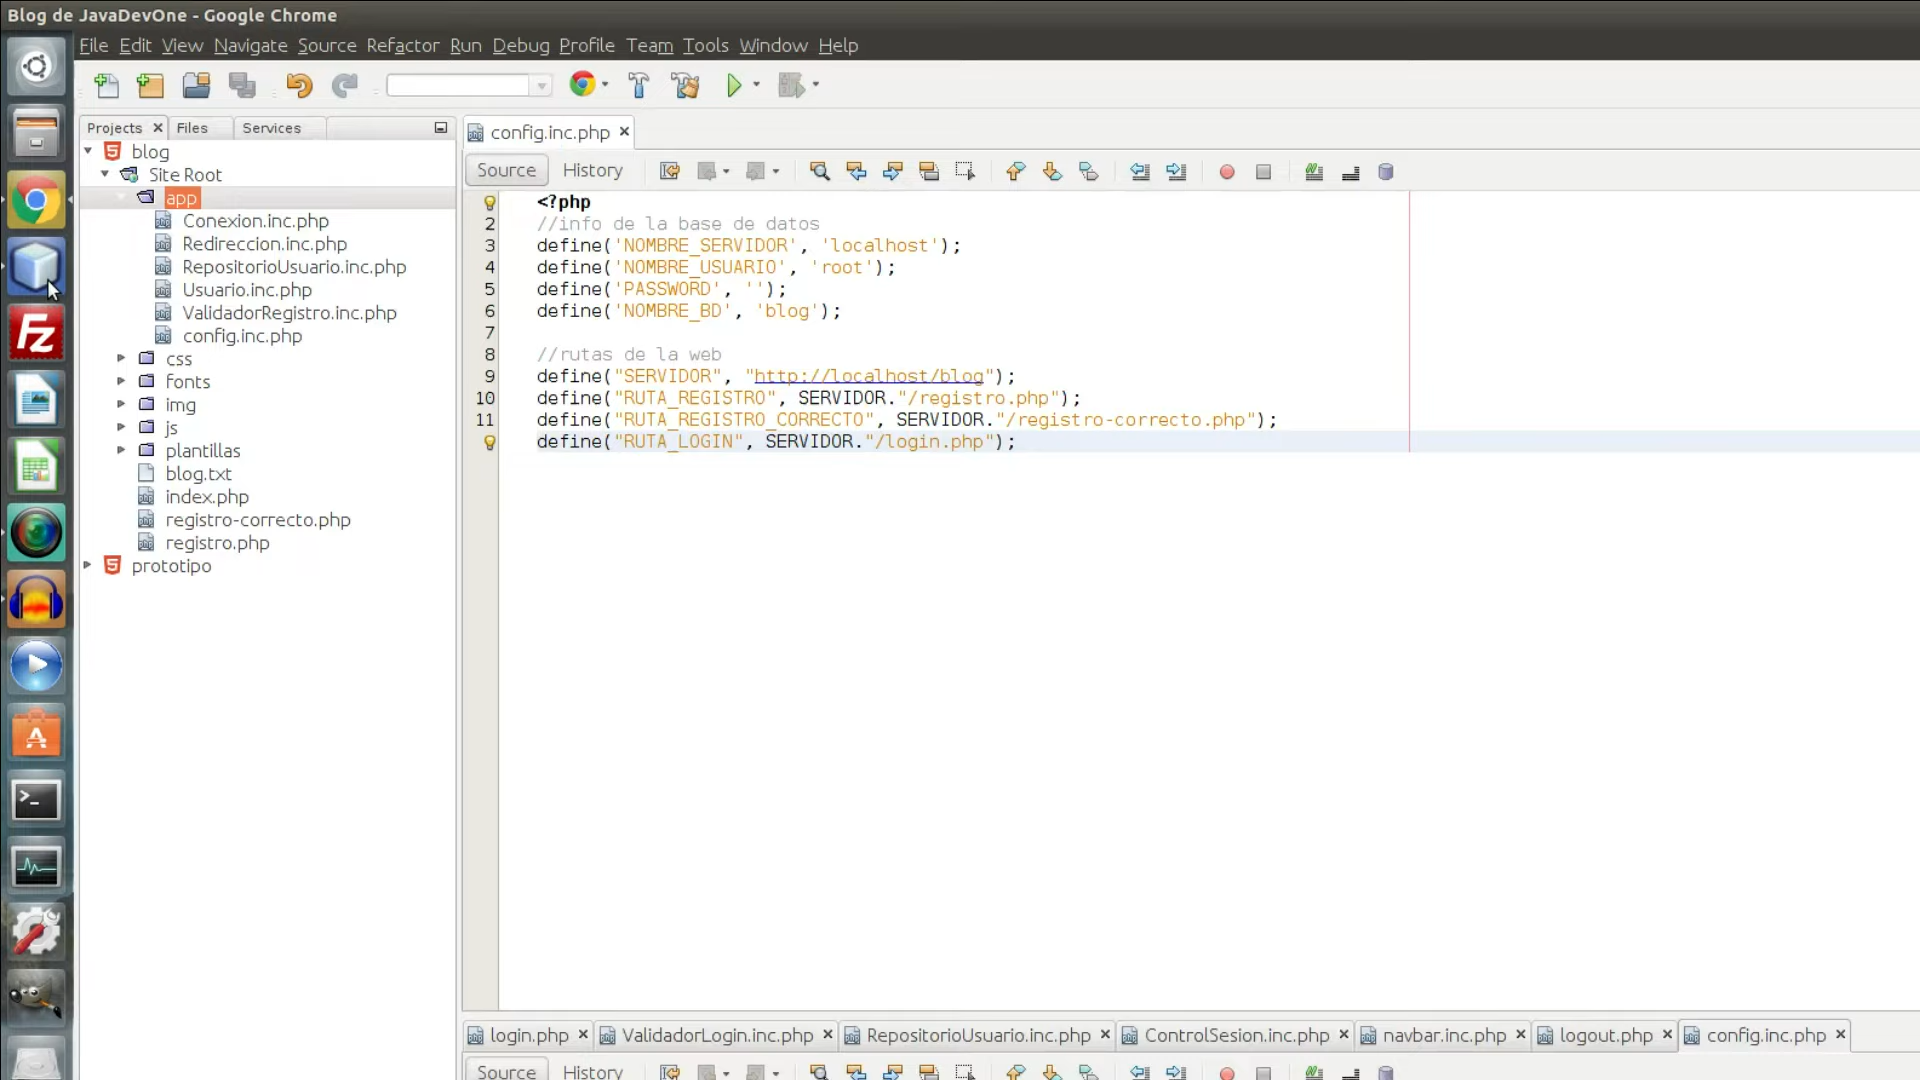 Blog de JavaDevOne - Google Chrome
File Edit View Navigate Source Refactor Run Debug Profile Team Tools Window Help
Projects Files Services
config.inc.php
Source History
blog
Site Root
app
Conexion.inc.php
Redireccion.inc.php
RepositorioUsuario.inc.php
Usuario.inc.php
ValidadorRegistro.inc.php
config.inc.php
css
fonts
img
js
plantillas
blog.txt
index.php
registro-correcto.php
registro.php
prototipo
<?php
2 //info de la base de datos
3 define('NOMBRE_SERVIDOR', 'localhost');
4 define('NOMBRE_USUARIO', 'root');
5 define('PASSWORD', '');
6 define('NOMBRE_BD', 'blog');
7
8 //rutas de la web
9 define("SERVIDOR", "http://localhost/blog");
10 define("RUTA_REGISTRO", SERVIDOR."/registro.php");
11 define("RUTA_REGISTRO_CORRECTO", SERVIDOR."/registro-correcto.php");
define("RUTA_LOGIN", SERVIDOR."/login.php");
login.php ValidadorLogin.inc.php RepositorioUsuario.inc.php ControlSesion.inc.php navbar.inc.php logout.php config.inc.php
Source History